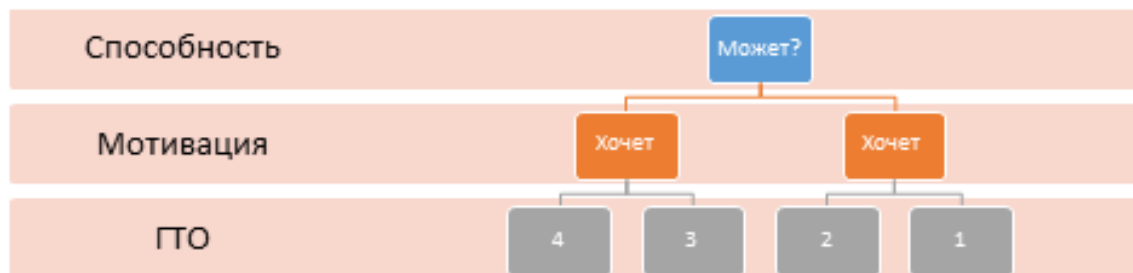 Способность
Может?
Мотивация
Хочет
Хочет
ГТО
4
3
2
1